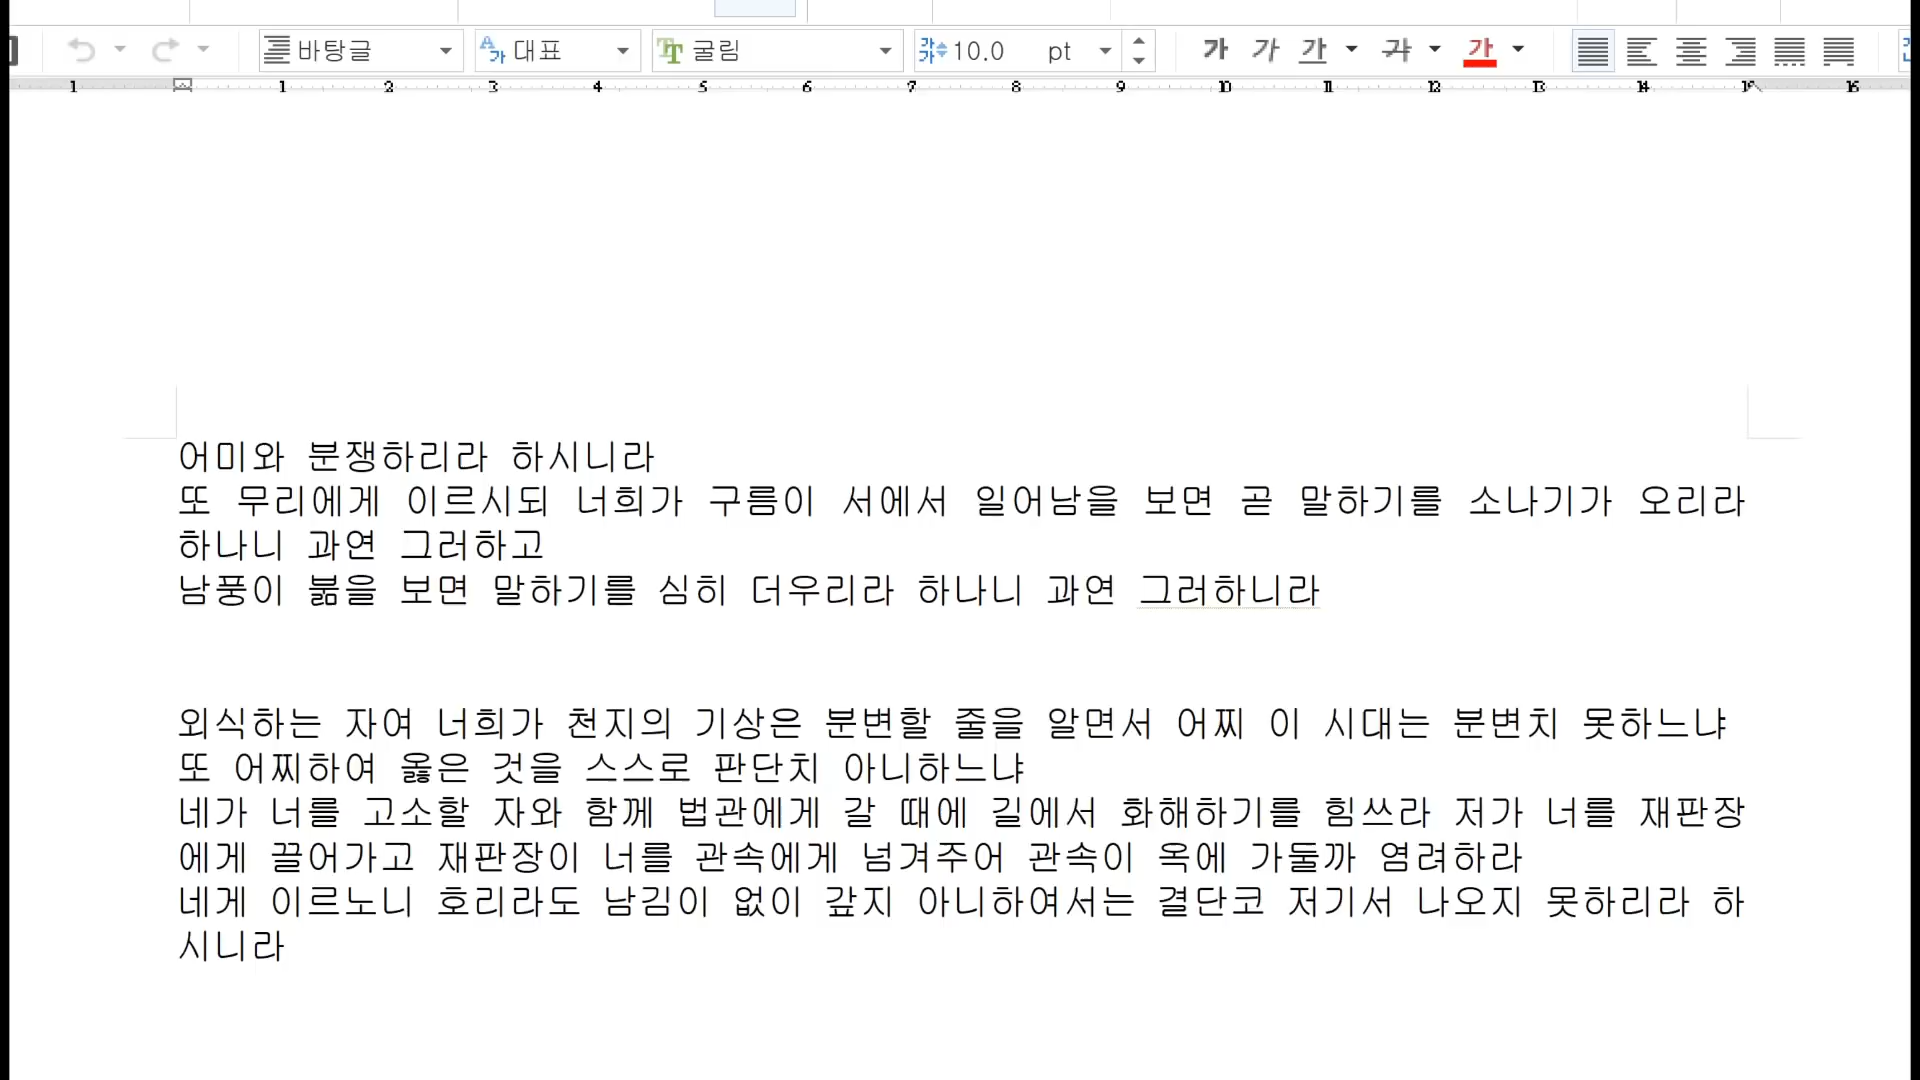 바탕글 대표 굴림 10.0 pt 가 가 가 가 가
1 1 2 3 4 5 6 7 8 9 10 11 12 13 14 15 16
어미와 분쟁하리라 하시니라
또 무리에게 이르시되 너희가 구름이 서에서 일어남을 보면 곧 말하기를 소나기가 오리라
하나니 과연 그러하고
남풍이 붊을 보면 말하기를 심히 더우리라 하나니 과연 그러하니라
외식하는 자여 너희가 천지의 기상은 분변할 줄을 알면서 어찌 이 시대는 분변치 못하느냐
또 어찌하여 옳은 것을 스스로 판단치 아니하느냐
네가 너를 고소할 자와 함께 법관에게 갈 때에 길에서 화해하기를 힘쓰라 저가 너를 재판장
에게 끌어가고 재판장이 너를 관속에게 넘겨주어 관속이 옥에 가둘까 염려하라
네게 이르노니 호리라도 남김이 없이 갚지 아니하여서는 결단코 저기서 나오지 못하리라 하
시니라